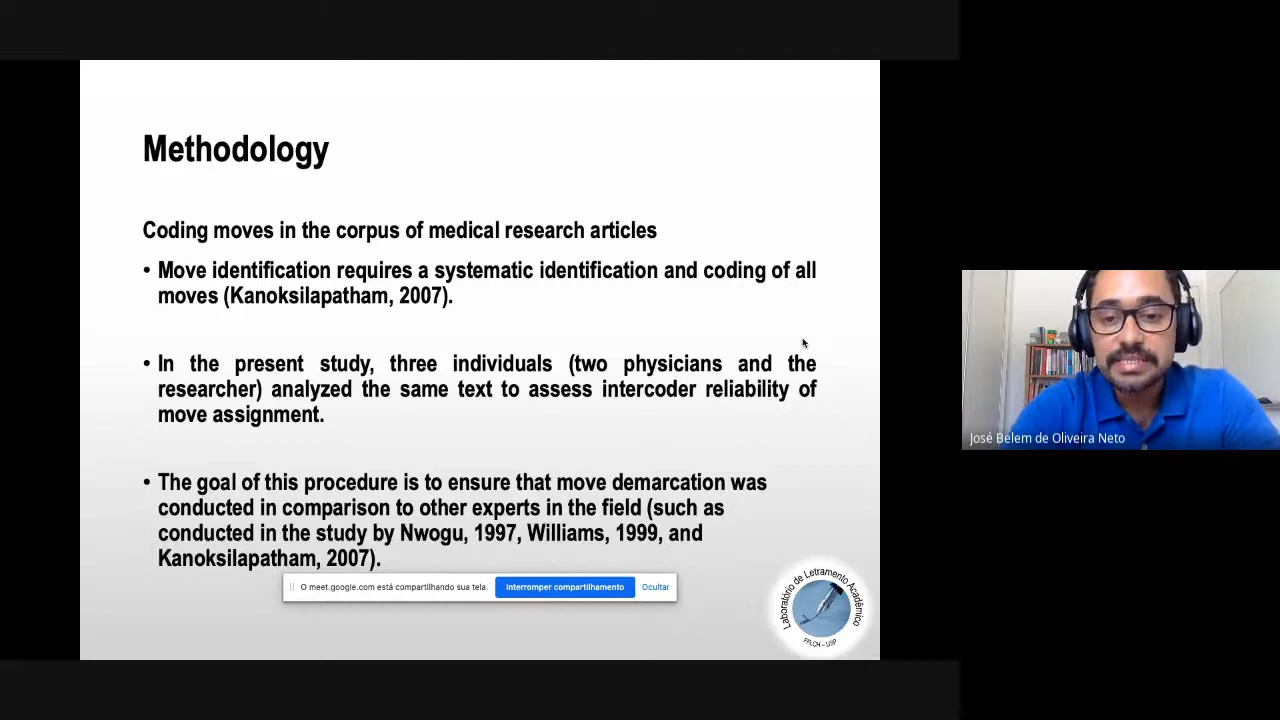 Methodology
Coding moves in the corpus of medical research articles
• Move identification requires a systematic identification and coding of all
moves (Kanoksilapatham, 2007).
• In the present study, three individuals (two physicians and the
researcher) analyzed the same text to assess intercoder reliability of
move assignment.
• The goal of this procedure is to ensure that move demarcation was
conducted in comparison to other experts in the field (such as
conducted in the study by Nwogu, 1997, Williams, 1999, and
Kanoksilapatham, 2007).
O meet.google.com está compartilhando sua tela. Interromper compartilhamento Ocultar
Laboratório de Letramento Acadêmico
FFLCH – USP
José Belem de Oliveira Neto